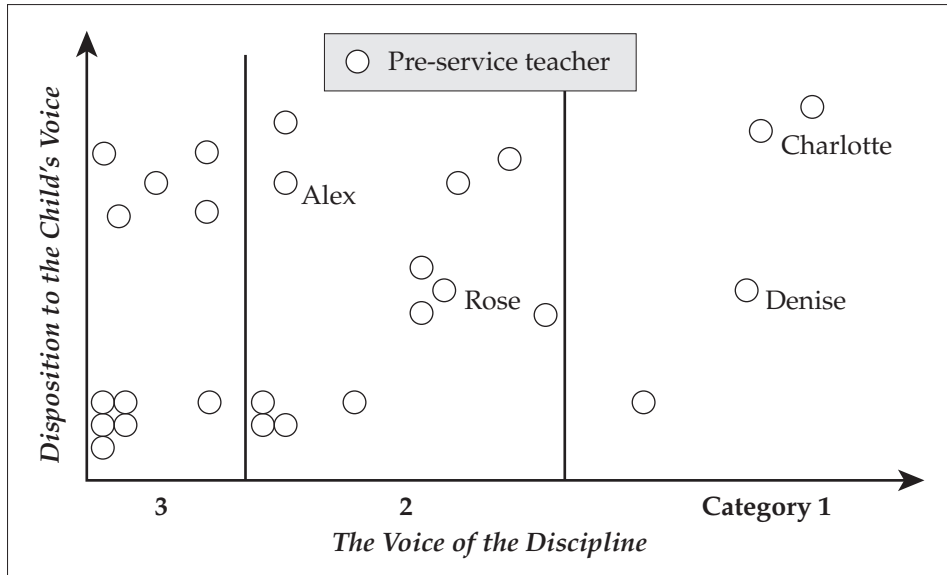 Pre-service teacher
Disposition to the Child's Voice
Charlotte
Alex
Rose
Denise
3 2 Category 1
The Voice of the Discipline